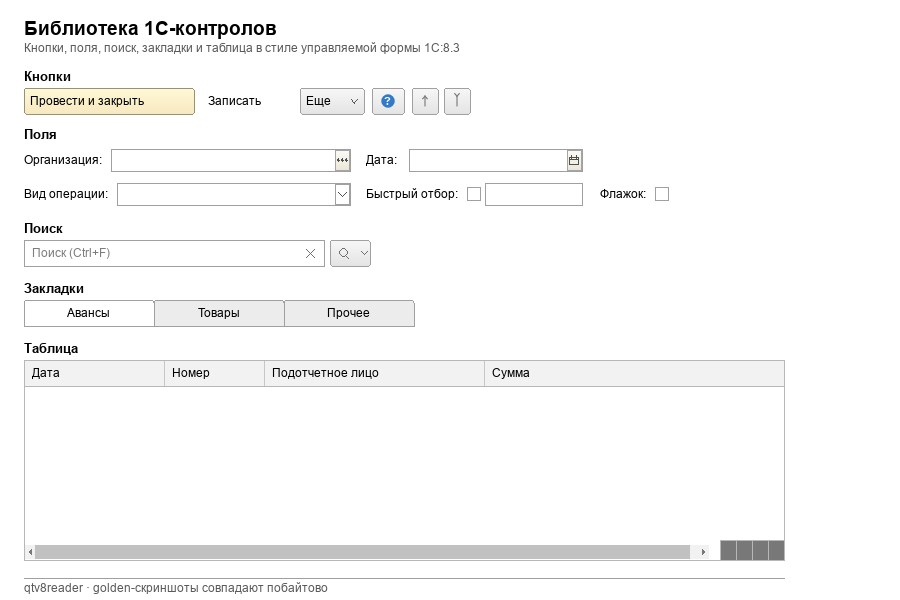 Библиотека 1С-контролов
Кнопки, поля, поиск, закладки и таблица в стиле управляемой формы 1С:8.3
Кнопки
Провести и закрыть Записать Еще ?
Поля
Организация: Дата:
Вид операции: Быстрый отбор: Флажок:
Поиск
Поиск (Ctrl+F)
Закладки
Авансы Товары Прочее
Таблица
Дата Номер Подотчетное лицо Сумма
qtv8reader · golden-скриншоты совпадают побайтово